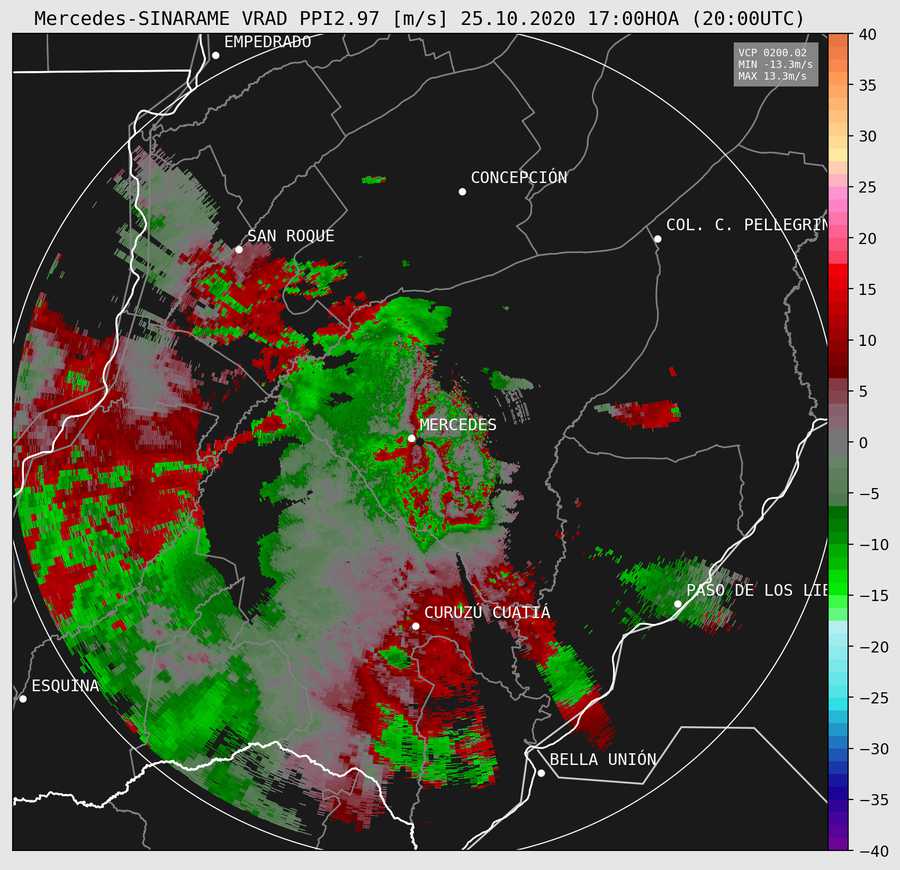 Mercedes-SINARAME VRAD PPI2.97 [m/s] 25.10.2020 17:00HOA (20:00UTC)
VCP 0200.02
MIN -13.3m/s
MAX 13.3m/s
EMPEDRADO
CONCEPCIÓN
COL. C. PELLEGRIN
SAN ROQUE
MERCEDES
PASO DE LOS LIE
CURUZÚ CUATIÁ
ESQUINA
BELLA UNIÓN
40
35
30
25
20
15
10
5
0
−5
−10
−15
−20
−25
−30
−35
−40